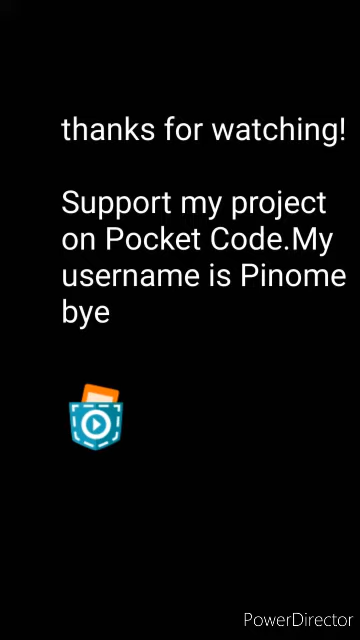 thanks for watching!
Support my project
on Pocket Code.My
username is Pinome
bye
PowerDirector